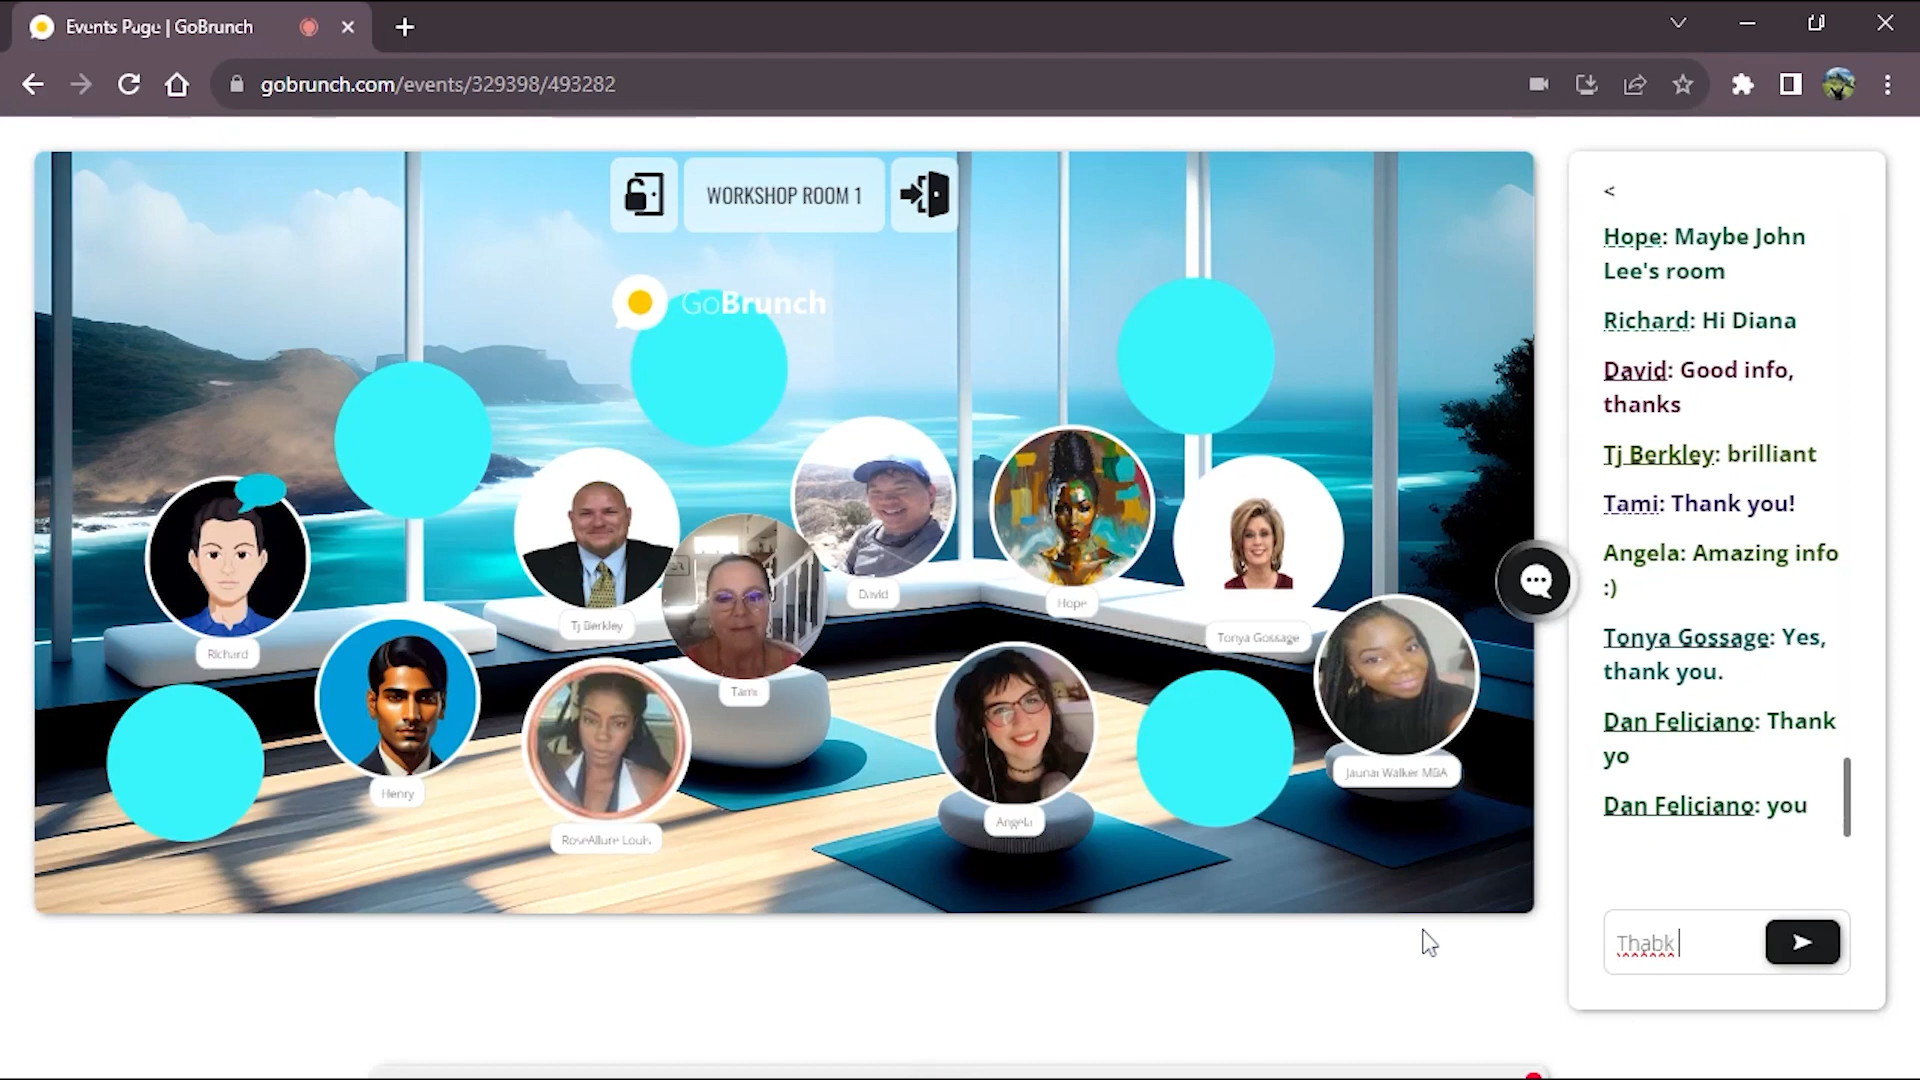 Events Page | GoBrunch
gobrunch.com/events/329398/493282
WORKSHOP ROOM 1
GoBrunch
Richard
Henry
Tj Berkley
RoseAllure Louis
Tami
David
Hope
Tonya Gossage
Angela
Jaunai Walker MBA
<
Hope: Maybe John
Lee's room
Richard: Hi Diana
David: Good info,
thanks
Tj Berkley: brilliant
Tami: Thank you!
Angela: Amazing info
:)
Tonya Gossage: Yes,
thank you.
Dan Feliciano: Thank
yo
Dan Feliciano: you
Thabk